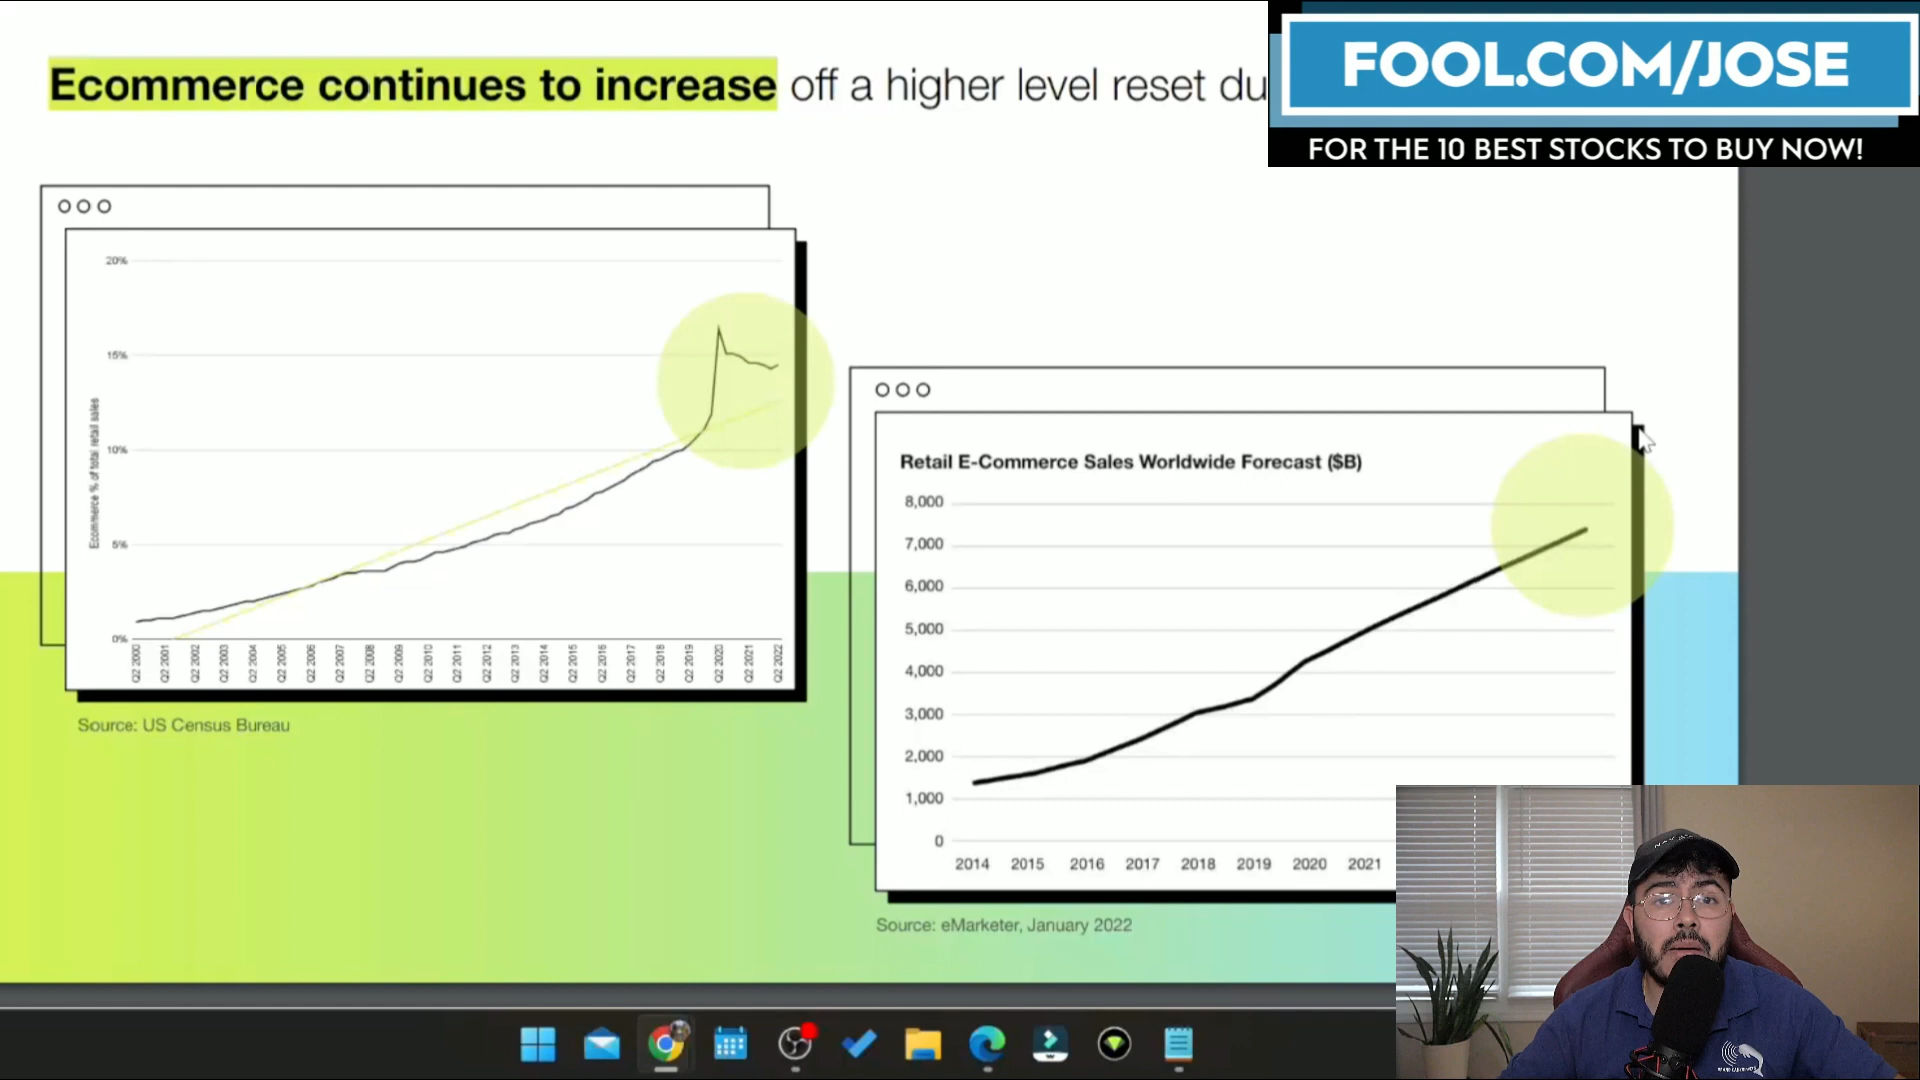 Ecommerce continues to increase off a higher level reset du
FOOL.COM/JOSE
FOR THE 10 BEST STOCKS TO BUY NOW!
20%
15%
10%
5%
0%
Ecommerce % of total retail sales
Q2 2000
Q2 2001
Q2 2002
Q2 2003
Q2 2004
Q2 2005
Q2 2006
Q2 2007
Q2 2008
Q2 2009
Q2 2010
Q2 2011
Q2 2012
Q2 2013
Q2 2014
Q2 2015
Q2 2016
Q2 2017
Q2 2018
Q2 2019
Q2 2020
Q2 2021
Q2 2022
Source: US Census Bureau
Retail E-Commerce Sales Worldwide Forecast ($B)
8,000
7,000
6,000
5,000
4,000
3,000
2,000
1,000
0
2014 2015 2016 2017 2018 2019 2020 2021
Source: eMarketer, January 2022